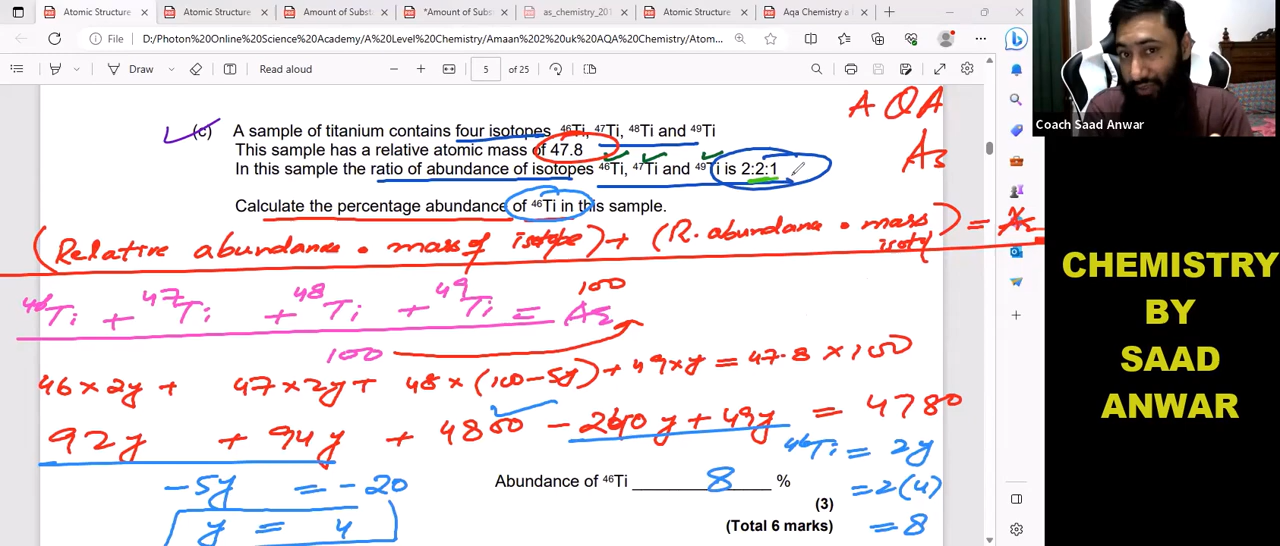 Atomic Structure
Atomic Structure
Amount of Subst
*Amount of Subs
as_chemistry_201
Atomic Structure
Aqa Chemistry a
File
D:/Photon%20Online%20Science%20Academy/A%20Level%20Chemistry/Amaan%202%20uk%20AQA%20Chemistry/Atom
Draw
Read aloud
5 of 25
Coach Saad Anwar
AQA
As
(c) A sample of titanium contains four isotopes, ⁴⁶Ti, ⁴⁷Ti, ⁴⁸Ti and ⁴⁹Ti
This sample has a relative atomic mass of 47.8
In this sample the ratio of abundance of isotopes ⁴⁶Ti, ⁴⁷Ti and ⁴⁹Ti is 2:2:1
Calculate the percentage abundance of ⁴⁶Ti in this sample.
(Relative abundance . mass of isotope) + (R. abundane . mass isoty) = Ar
⁴⁶Ti + ⁴⁷Ti + ⁴⁸Ti + ⁴⁹Ti = Ar 100
100
46 x 2y + 47 x 2y + 48 x (100-5y) + 49 x y = 47.8 x 100
92y + 94y + 4800 - 240y + 49y = 4780
-5y = -20
y = 4
⁴⁶Ti = 2y
= 2(4)
= 8
Abundance of ⁴⁶Ti 8 %
(3)
(Total 6 marks)
CHEMISTRY
BY
SAAD
ANWAR